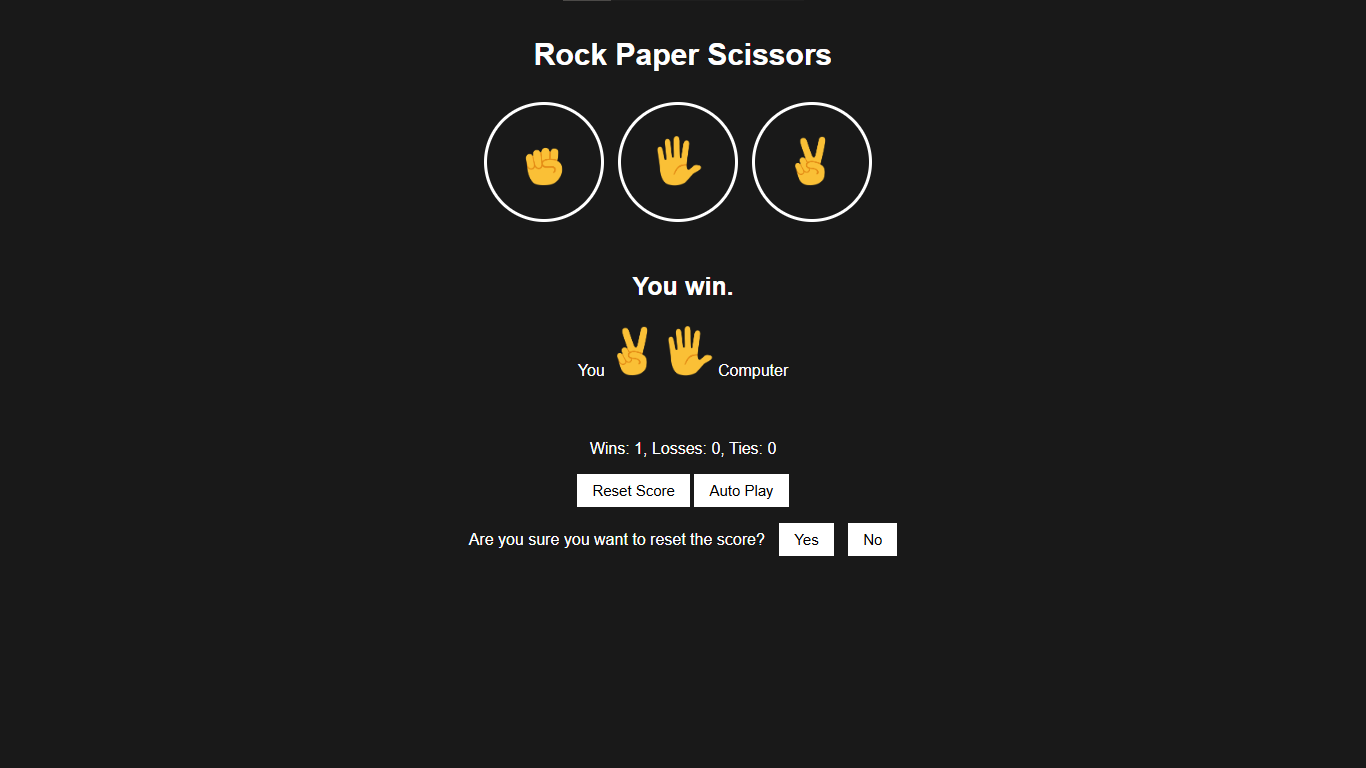 Rock Paper Scissors
You win.
You Computer
Wins: 1, Losses: 0, Ties: 0
Reset Score Auto Play
Are you sure you want to reset the score? Yes No